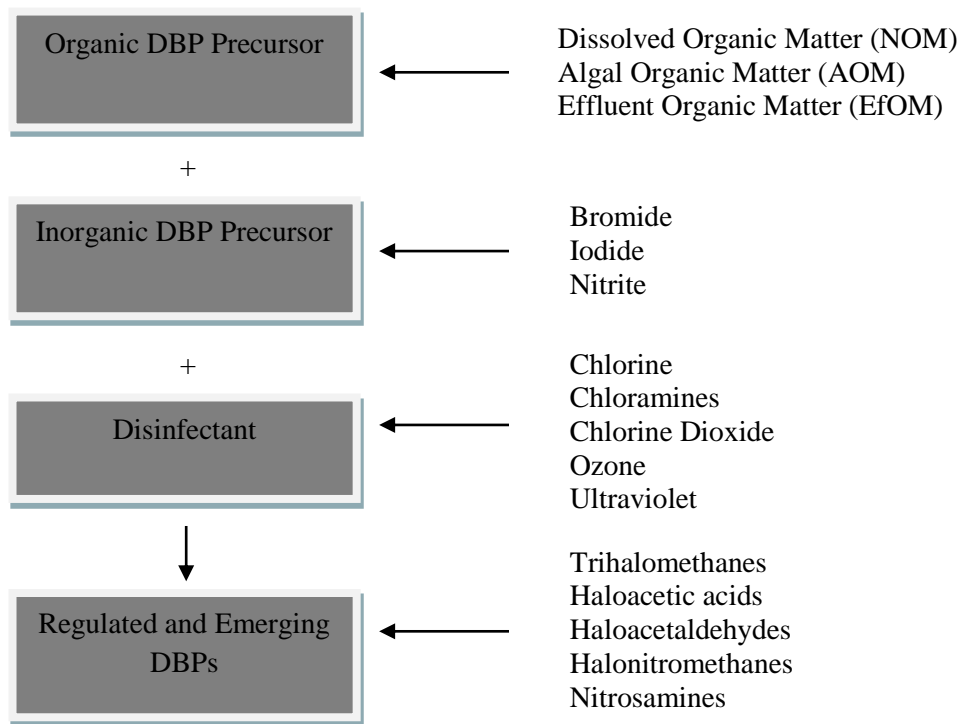 Organic DBP Precursor
Dissolved Organic Matter (NOM)
Algal Organic Matter (AOM)
Effluent Organic Matter (EfOM)
+
Inorganic DBP Precursor
Bromide
Iodide
Nitrite
+
Disinfectant
Chlorine
Chloramines
Chlorine Dioxide
Ozone
Ultraviolet
Regulated and Emerging
DBPs
Trihalomethanes
Haloacetic acids
Haloacetaldehydes
Halonitromethanes
Nitrosamines